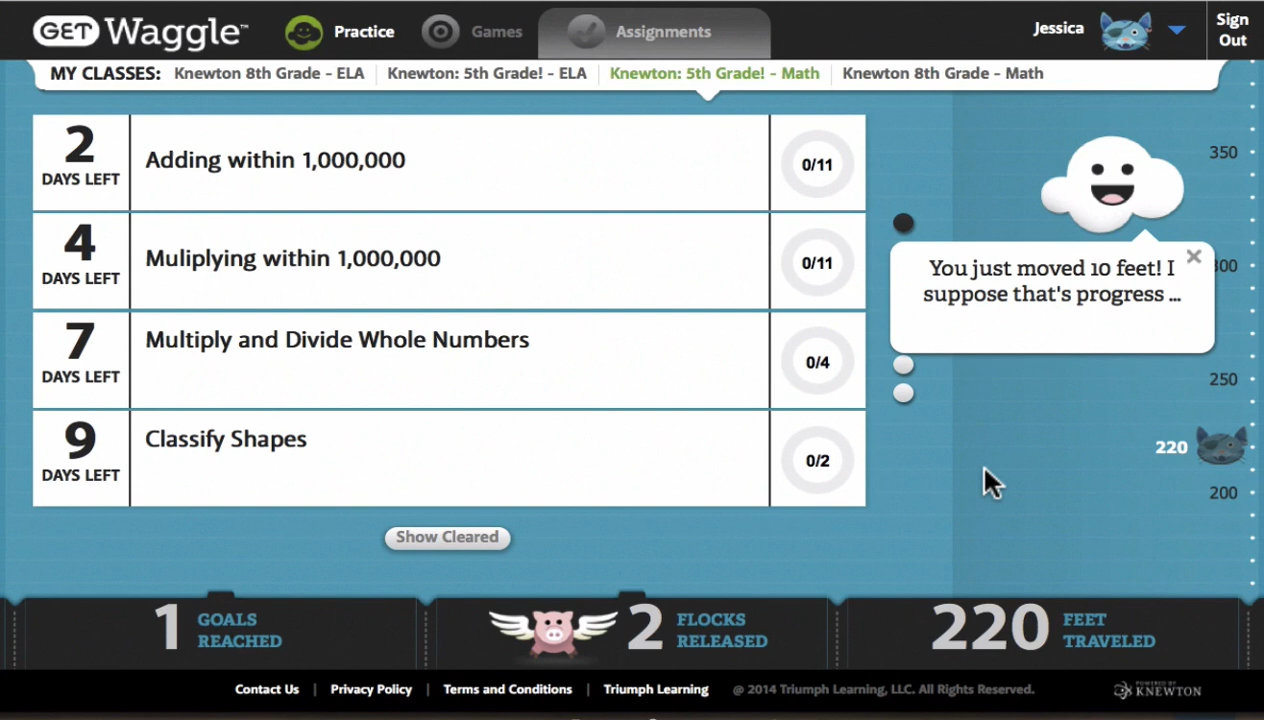 GET Waggle™
Practice
Games
Assignments
Jessica
Sign
Out
MY CLASSES: Knewton 8th Grade - ELA Knewton: 5th Grade! - ELA Knewton: 5th Grade! - Math Knewton 8th Grade - Math
2
DAYS LEFT
Adding within 1,000,000
0/11
4
DAYS LEFT
Muliplying within 1,000,000
0/11
7
DAYS LEFT
Multiply and Divide Whole Numbers
0/4
9
DAYS LEFT
Classify Shapes
0/2
Show Cleared
350
You just moved 10 feet! I
suppose that's progress ...
00
250
220
200
1 GOALS
REACHED
2 FLOCKS
RELEASED
220 FEET
TRAVELED
Contact Us | Privacy Policy | Terms and Conditions | Triumph Learning @ 2014 Triumph Learning, LLC. All Rights Reserved.
POWERED BY
KNEWTON